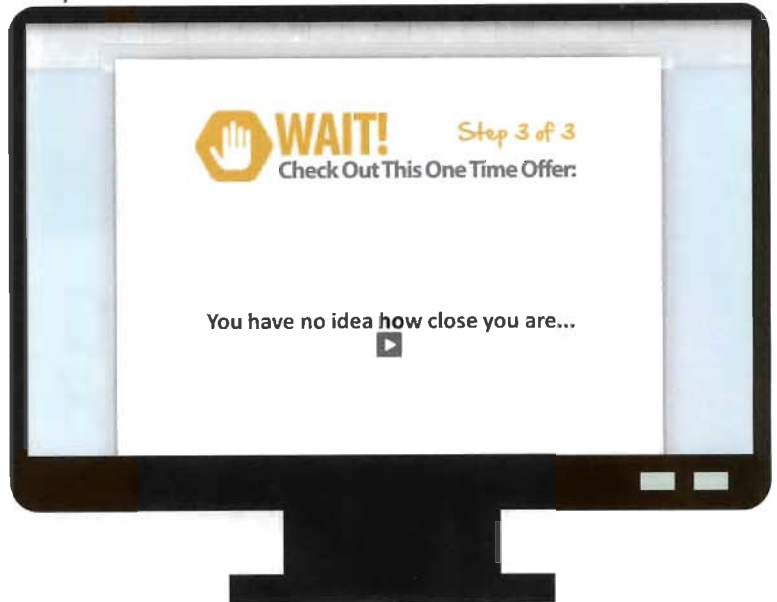 WAIT!
Step 3 of 3
Check Out This One Time Offer:
You have no idea how close you are...